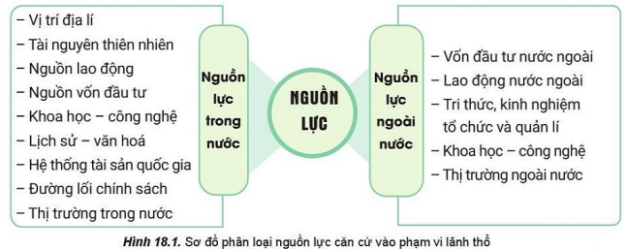 – Vị trí địa lí
– Tài nguyên thiên nhiên
– Nguồn lao động
– Nguồn vốn đầu tư
– Khoa học – công nghệ
– Lịch sử – văn hoá
– Hệ thống tài sản quốc gia
– Đường lối chính sách
– Thị trường trong nước
Nguồn
lực
trong
nước
NGUỒN
LỰC
Nguồn
lực
ngoài
nước
– Vốn đầu tư nước ngoài
– Lao động nước ngoài
– Tri thức, kinh nghiệm
tổ chức và quản lí
– Khoa học – công nghệ
– Thị trường ngoài nước
Hình 18.1. Sơ đồ phân loại nguồn lực căn cứ vào phạm vi lãnh thổ